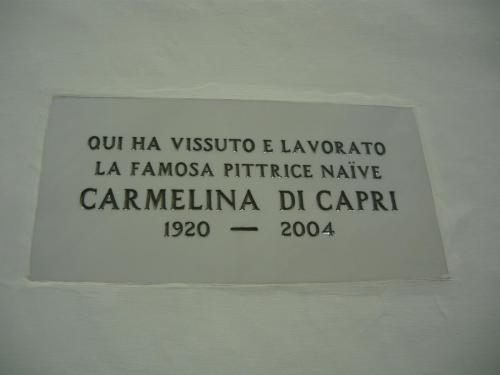 QUI HA VISSUTO E LAVORATO
LA FAMOSA PITTRICE NAÏVE
CARMELINA DI CAPRI
1920 — 2004